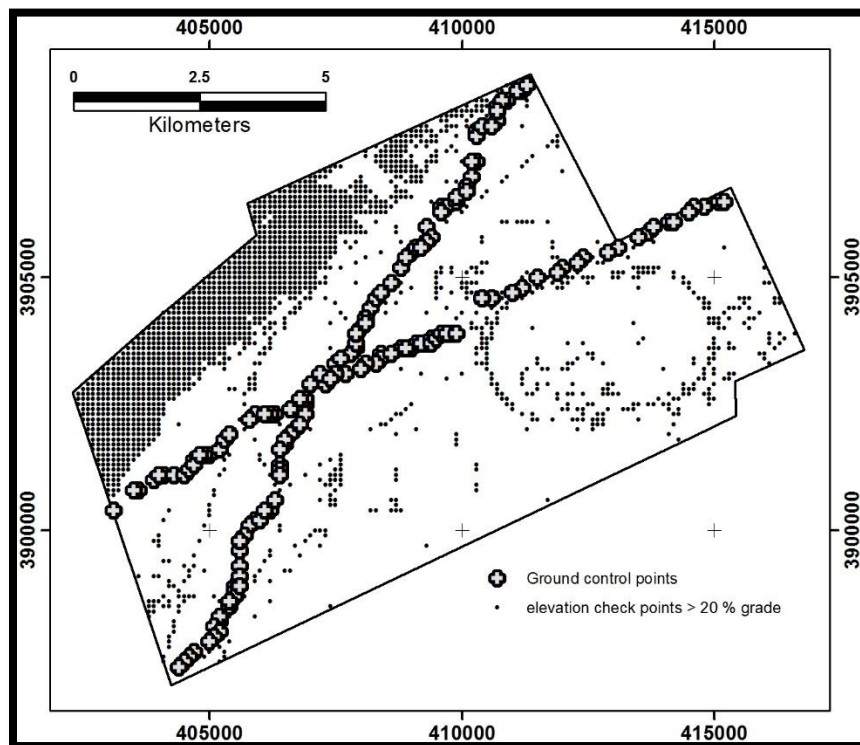 405000 410000 415000
0 2.5 5
Kilometers
3905000 3905000
3900000 3900000
Ground control points
elevation check points > 20 % grade
405000 410000 415000